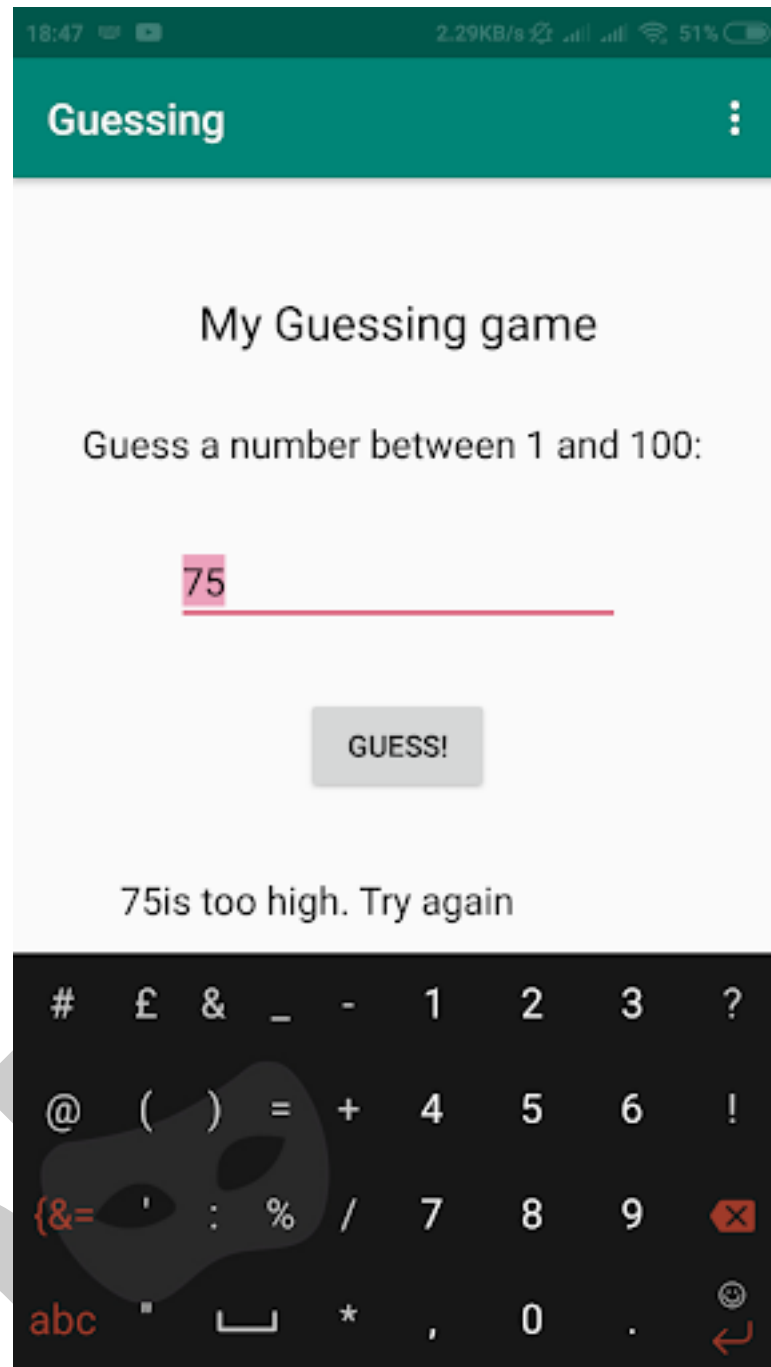 18:47 2.29KB/s 51%
Guessing
My Guessing game
Guess a number between 1 and 100:
75
GUESS!
75is too high. Try again
# £ & _ - 1 2 3 ?
@ ( ) = + 4 5 6 !
{&= ' : % / 7 8 9
abc " * , 0 .